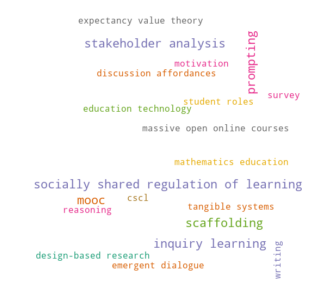 expectancy value theory
stakeholder analysis
prompting
motivation
discussion affordances
survey
student roles
education technology
massive open online courses
mathematics education
socially shared regulation of learning
mooc
cscl
reasoning
tangible systems
scaffolding
inquiry learning
writing
design-based research
emergent dialogue